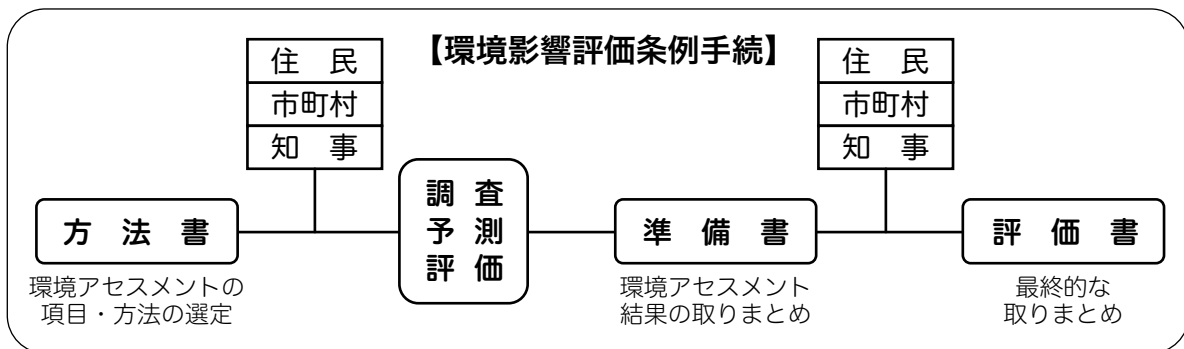 【環境影響評価条例手続】
住　民
市町村
知　事
住　民
市町村
知　事
方　法　書
環境アセスメントの
項目・方法の選定
調　査
予　測
評　価
準　備　書
環境アセスメント
結果の取りまとめ
評　価　書
最終的な
取りまとめ